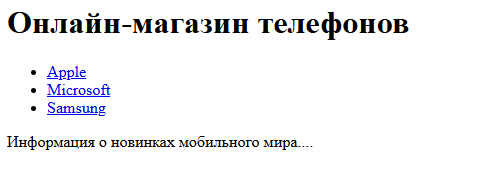 Онлайн-магазин телефонов
Apple
Microsoft
Samsung
Информация о новинках мобильного мира....